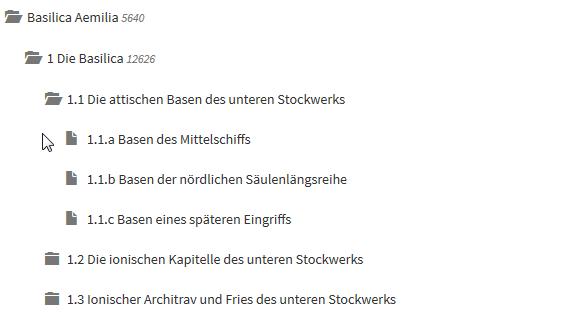 Basilica Aemilia 5640
1 Die Basilica 12626
1.1 Die attischen Basen des unteren Stockwerks
1.1.a Basen des Mittelschiffs
1.1.b Basen der nördlichen Säulenlängsreihe
1.1.c Basen eines späteren Eingriffs
1.2 Die ionischen Kapitelle des unteren Stockwerks
1.3 Ionischer Architrav und Fries des unteren Stockwerks